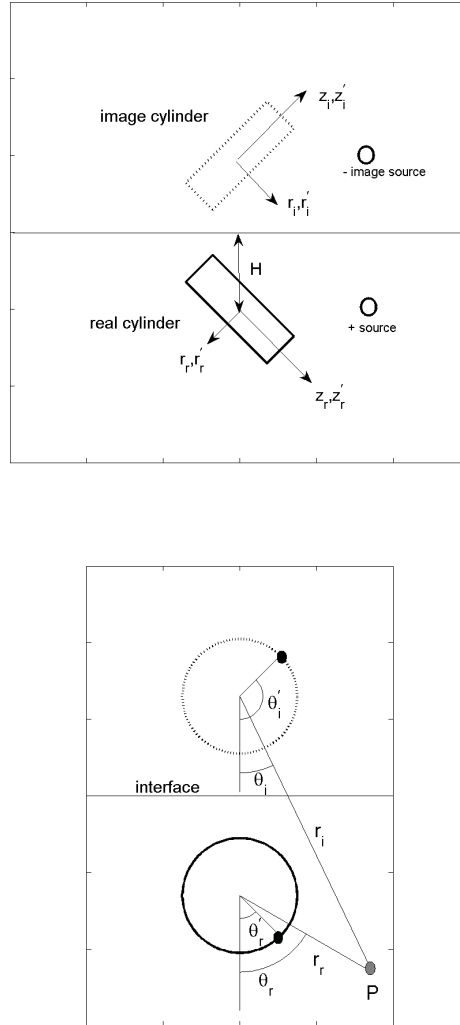 image cylinder
z_i,z_i'
- image source
r_i,r_i'
H
real cylinder
+ source
r_r,r_r'
z_r,z_r'
θ_i'
interface
θ_i
r_i
θ_r'
r_r
θ_r
P